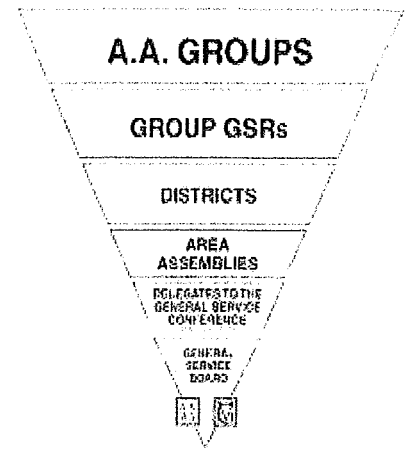 A.A. GROUPS
GROUP GSRs
DISTRICTS
AREA
ASSEMBLIES
DELEGATES TO THE
GENERAL SERVICE
CONFERENCE
GENERAL
SERVICE
BOARD